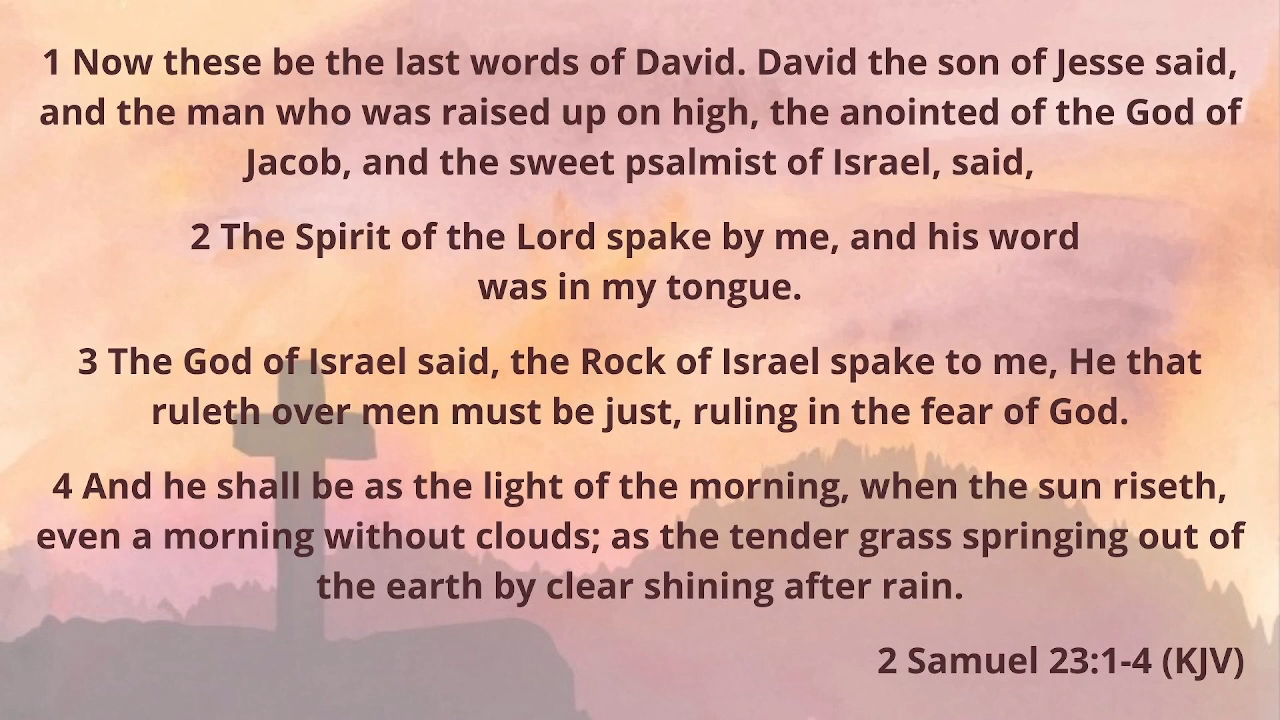 1 Now these be the last words of David. David the son of Jesse said,
and the man who was raised up on high, the anointed of the God of
Jacob, and the sweet psalmist of Israel, said,
2 The Spirit of the Lord spake by me, and his word
was in my tongue.
3 The God of Israel said, the Rock of Israel spake to me, He that
ruleth over men must be just, ruling in the fear of God.
4 And he shall be as the light of the morning, when the sun riseth,
even a morning without clouds; as the tender grass springing out of
the earth by clear shining after rain.
2 Samuel 23:1-4 (KJV)